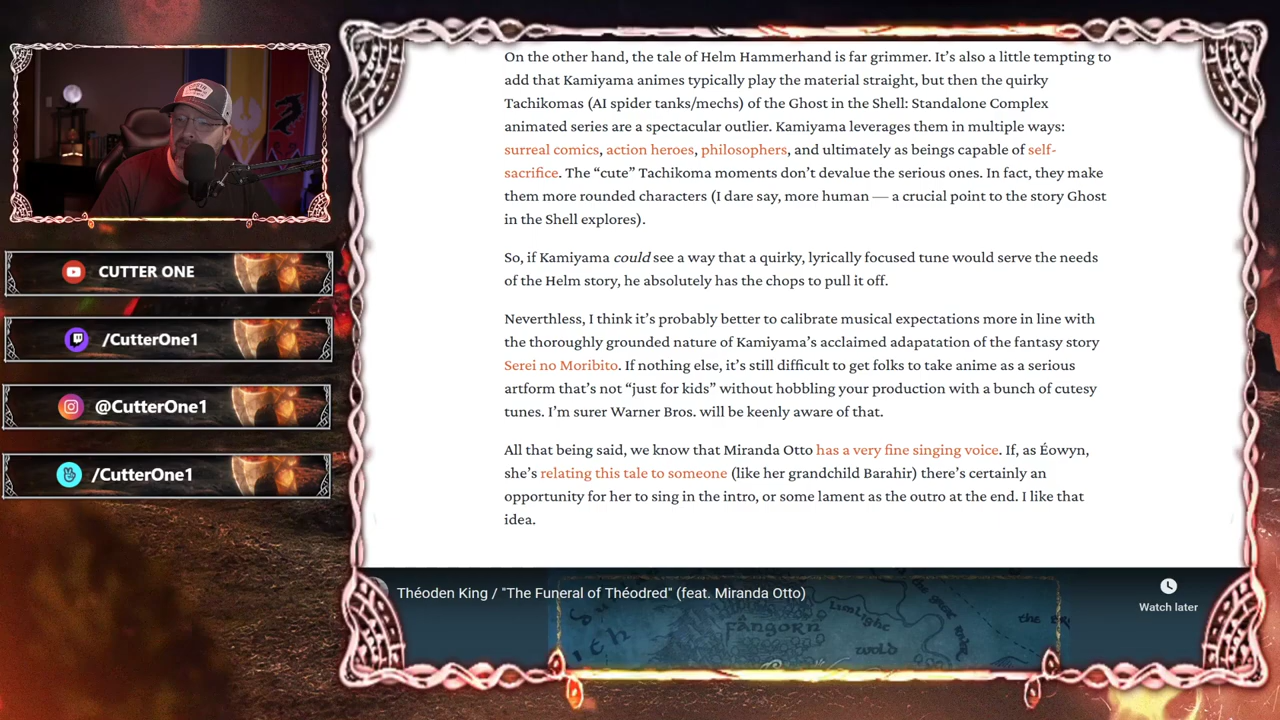 CUTTER ONE
/CutterOne1
@CutterOne1
/CutterOne1
On the other hand, the tale of Helm Hammerhand is far grimmer. It’s also a little tempting to
add that Kamiyama animes typically play the material straight, but then the quirky
Tachikomas (AI spider tanks/mechs) of the Ghost in the Shell: Standalone Complex
animated series are a spectacular outlier. Kamiyama leverages them in multiple ways:
surreal comics, action heroes, philosophers, and ultimately as beings capable of self-
sacrifice. The “cute” Tachikoma moments don’t devalue the serious ones. In fact, they make
them more rounded characters (I dare say, more human — a crucial point to the story Ghost
in the Shell explores).
So, if Kamiyama could see a way that a quirky, lyrically focused tune would serve the needs
of the Helm story, he absolutely has the chops to pull it off.
Neverthless, I think it’s probably better to calibrate musical expectations more in line with
the thoroughly grounded nature of Kamiyama’s acclaimed adapatation of the fantasy story
Serei no Moribito. If nothing else, it’s still difficult to get folks to take anime as a serious
artform that’s not “just for kids” without hobbling your production with a bunch of cutesy
tunes. I’m surer Warner Bros. will be keenly aware of that.
All that being said, we know that Miranda Otto has a very fine singing voice. If, as Éowyn,
she’s relating this tale to someone (like her grandchild Barahir) there’s certainly an
opportunity for her to sing in the intro, or some lament as the outro at the end. I like that
idea.
Théoden King / "The Funeral of Théodred" (feat. Miranda Otto)
Watch later
Limlight
Fangorn
Wold
the